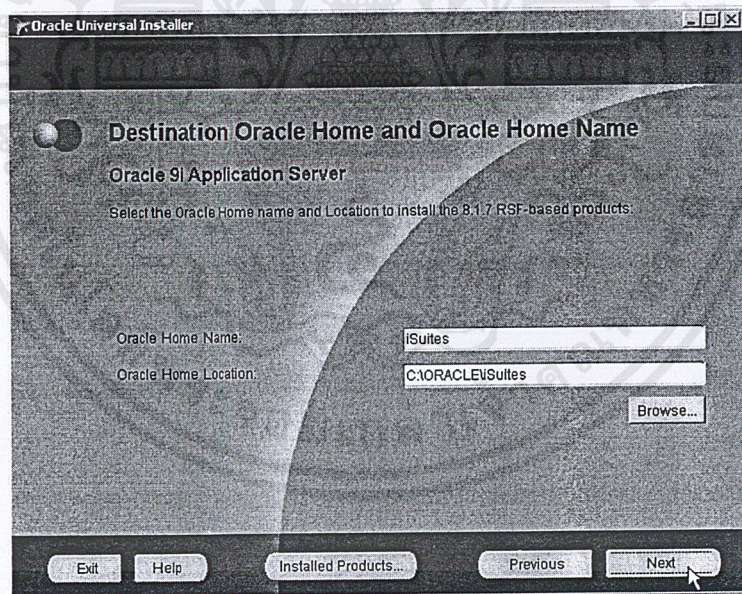 Oracle Universal Installer
Destination Oracle Home and Oracle Home Name
Oracle 9i Application Server
Select the Oracle Home name and Location to install the 8.1.7 RSF-based products:
Oracle Home Name:
iSuites
Oracle Home Location:
C:\ORACLE\iSuites
Browse...
Exit
Help
Installed Products...
Previous
Next